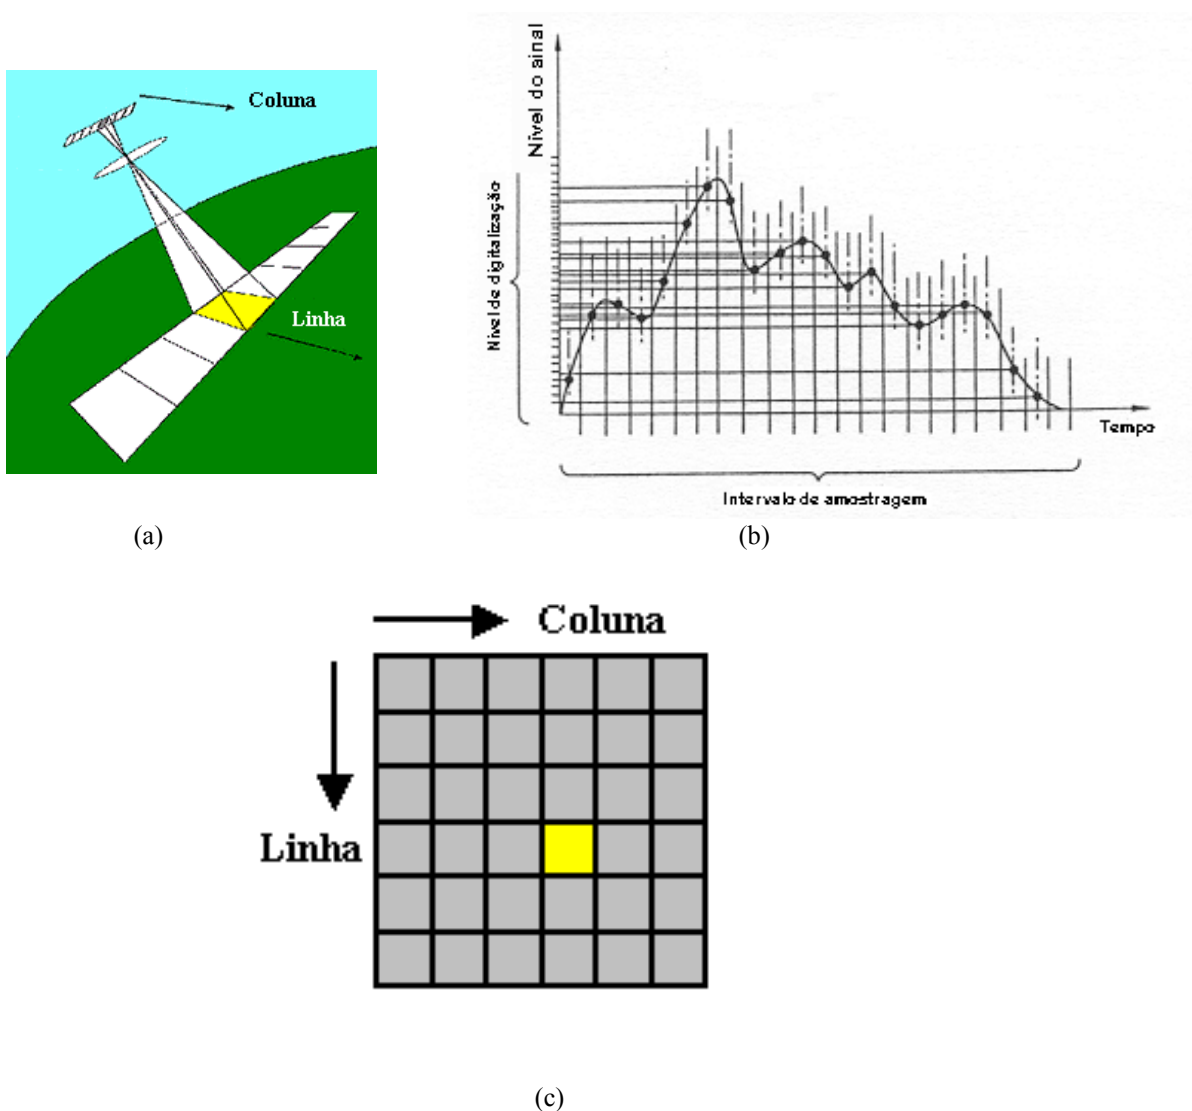 Coluna
Linha
Nível do sinal
Nível de digitalização
Tempo
Intervalo de amostragem
(a)
(b)
Coluna
Linha
(c)